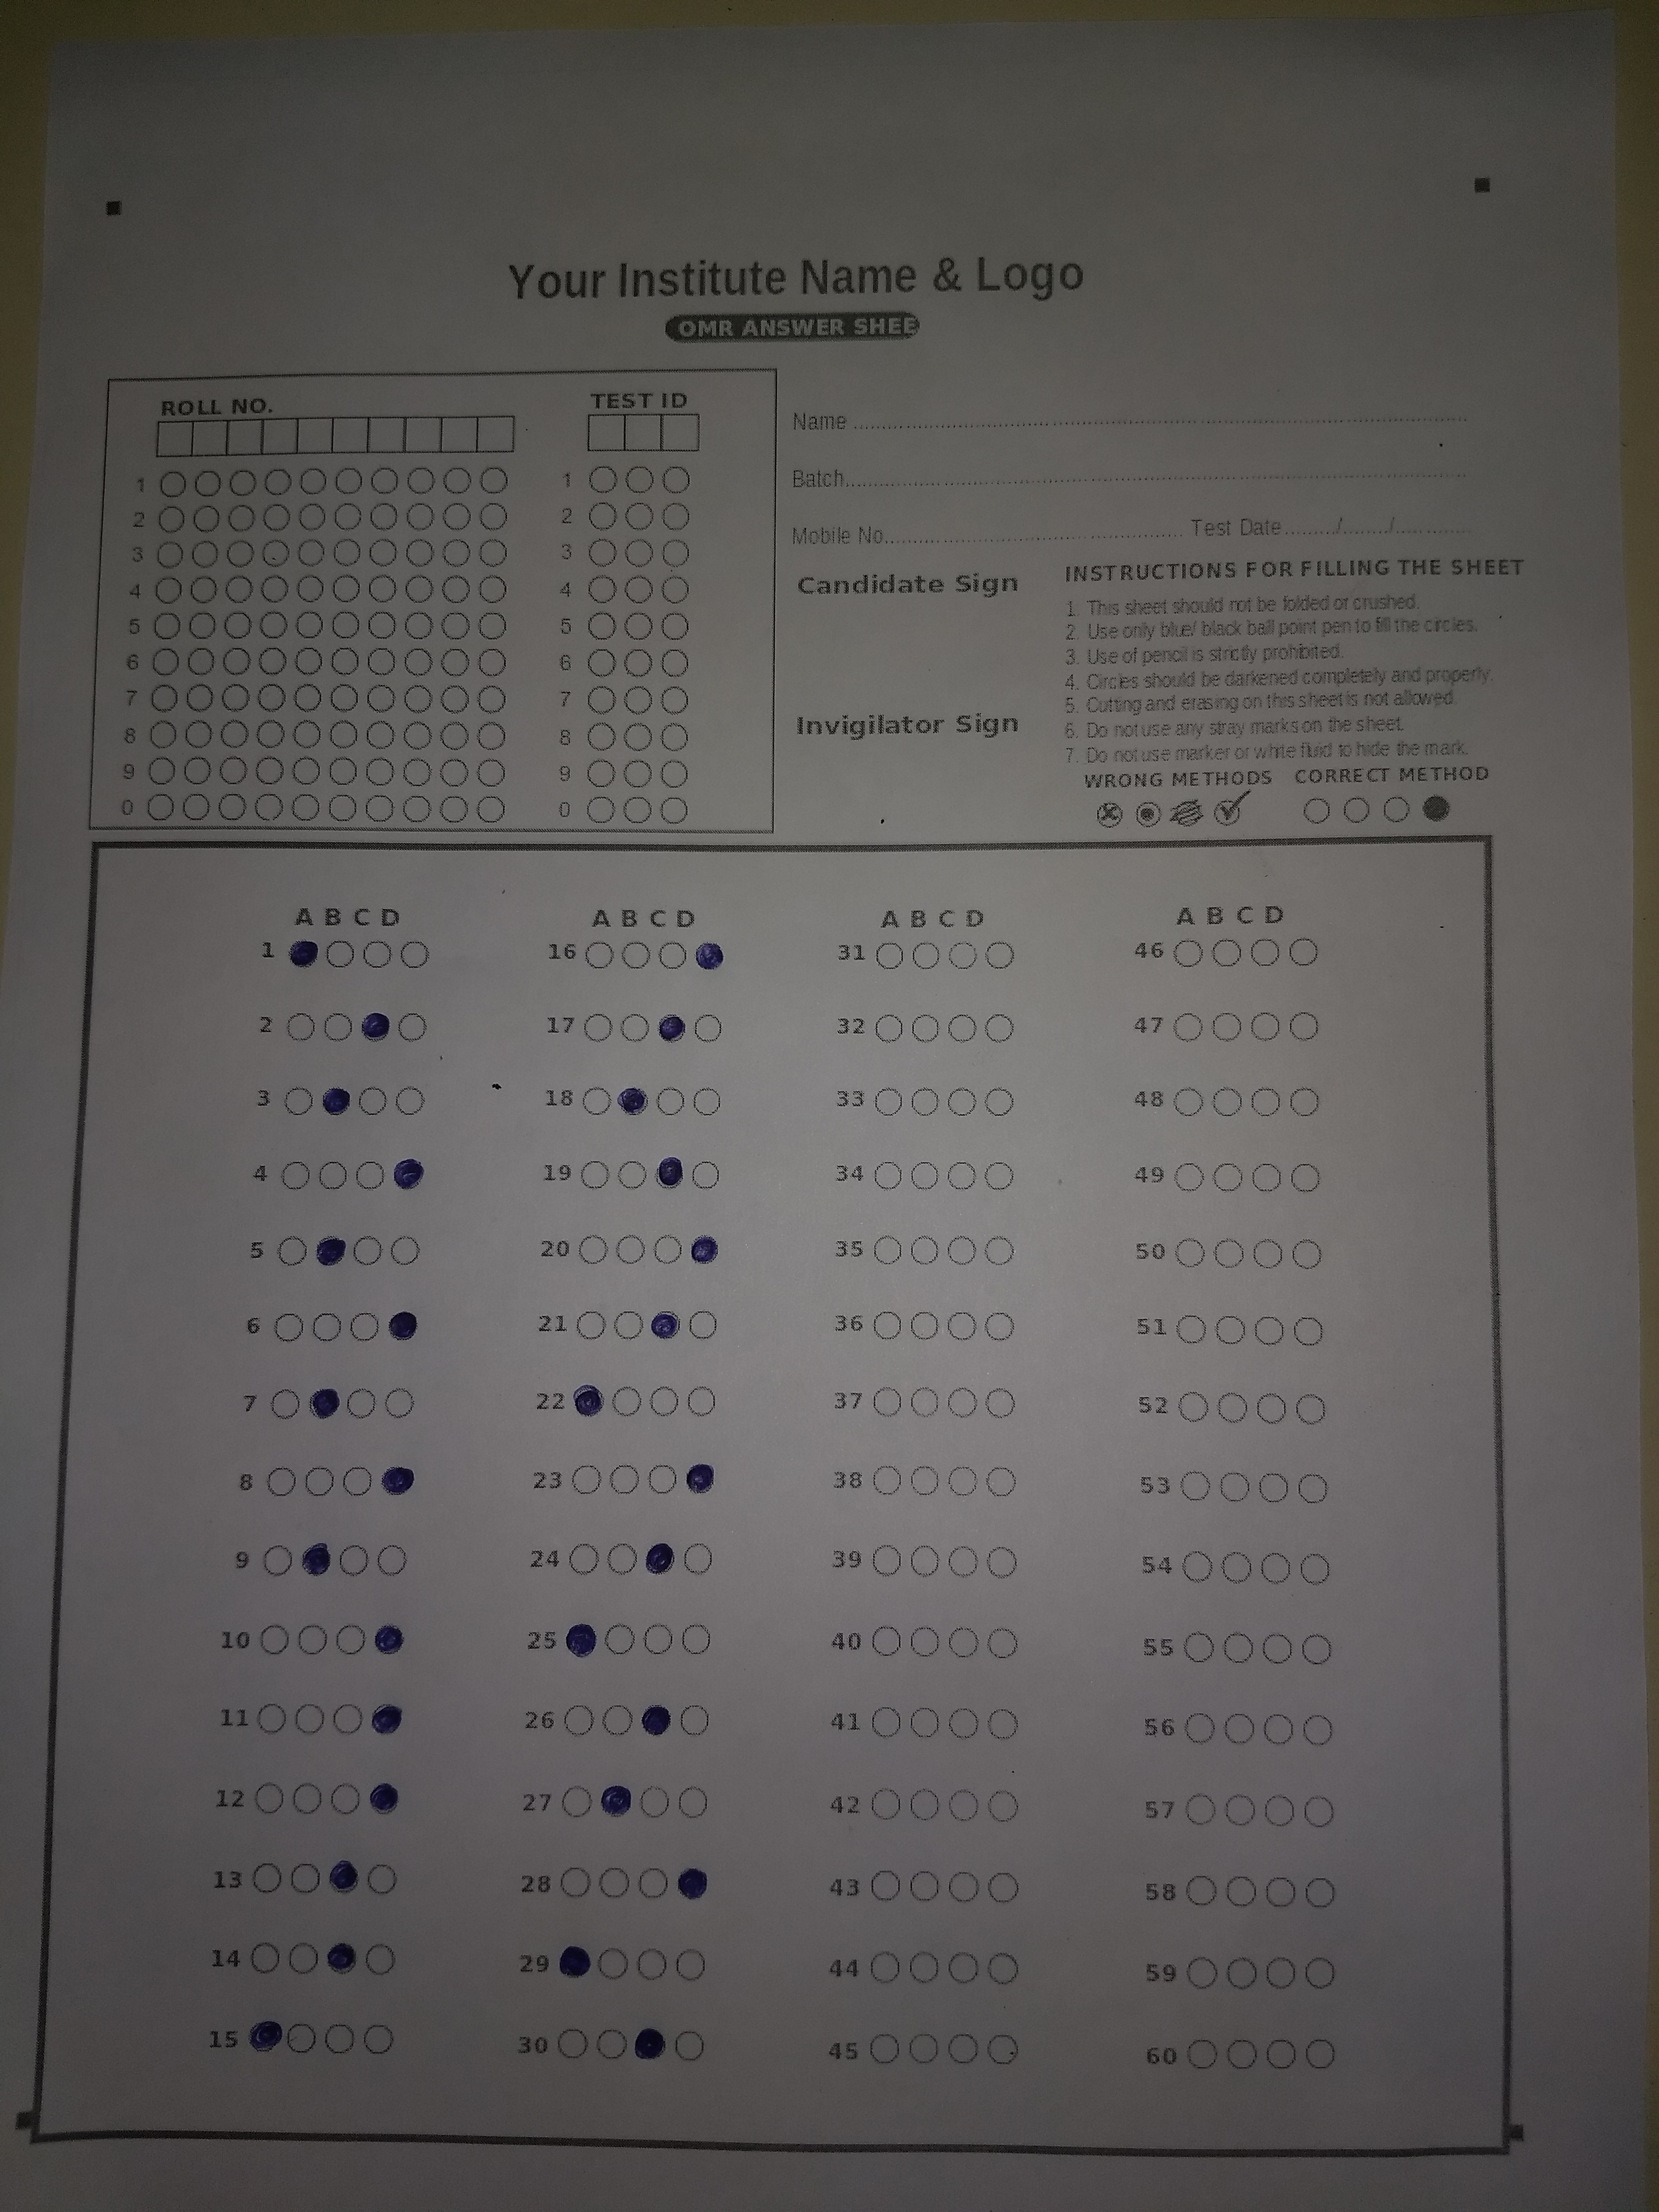 Your Institute Name & Logo
OMR ANSWER SHEE
ROLL NO. TEST ID
1 1
2 2
3 3
4 4
5 5
6 6
7 7
8 8
9 9
0 0
Name
Batch
Mobile No. Test Date / /
Candidate Sign
Invigilator Sign
INSTRUCTIONS FOR FILLING THE SHEET
1. This sheet should not be folded or crushed.
2. Use only blue/ black ball point pen to fill the circles.
3. Use of pencil is strictly prohibited.
4. Circles should be darkened completely and properly.
5. Cutting and erasing on this sheet is not allowed.
6. Do not use any stray marks on the sheet.
7. Do not use marker or white fluid to hide the mark.
WRONG METHODS CORRECT METHOD
A B C D A B C D A B C D A B C D
1 16 31 46
2 17 32 47
3 18 33 48
4 19 34 49
5 20 35 50
6 21 36 51
7 22 37 52
8 23 38 53
9 24 39 54
10 25 40 55
11 26 41 56
12 27 42 57
13 28 43 58
14 29 44 59
15 30 45 60